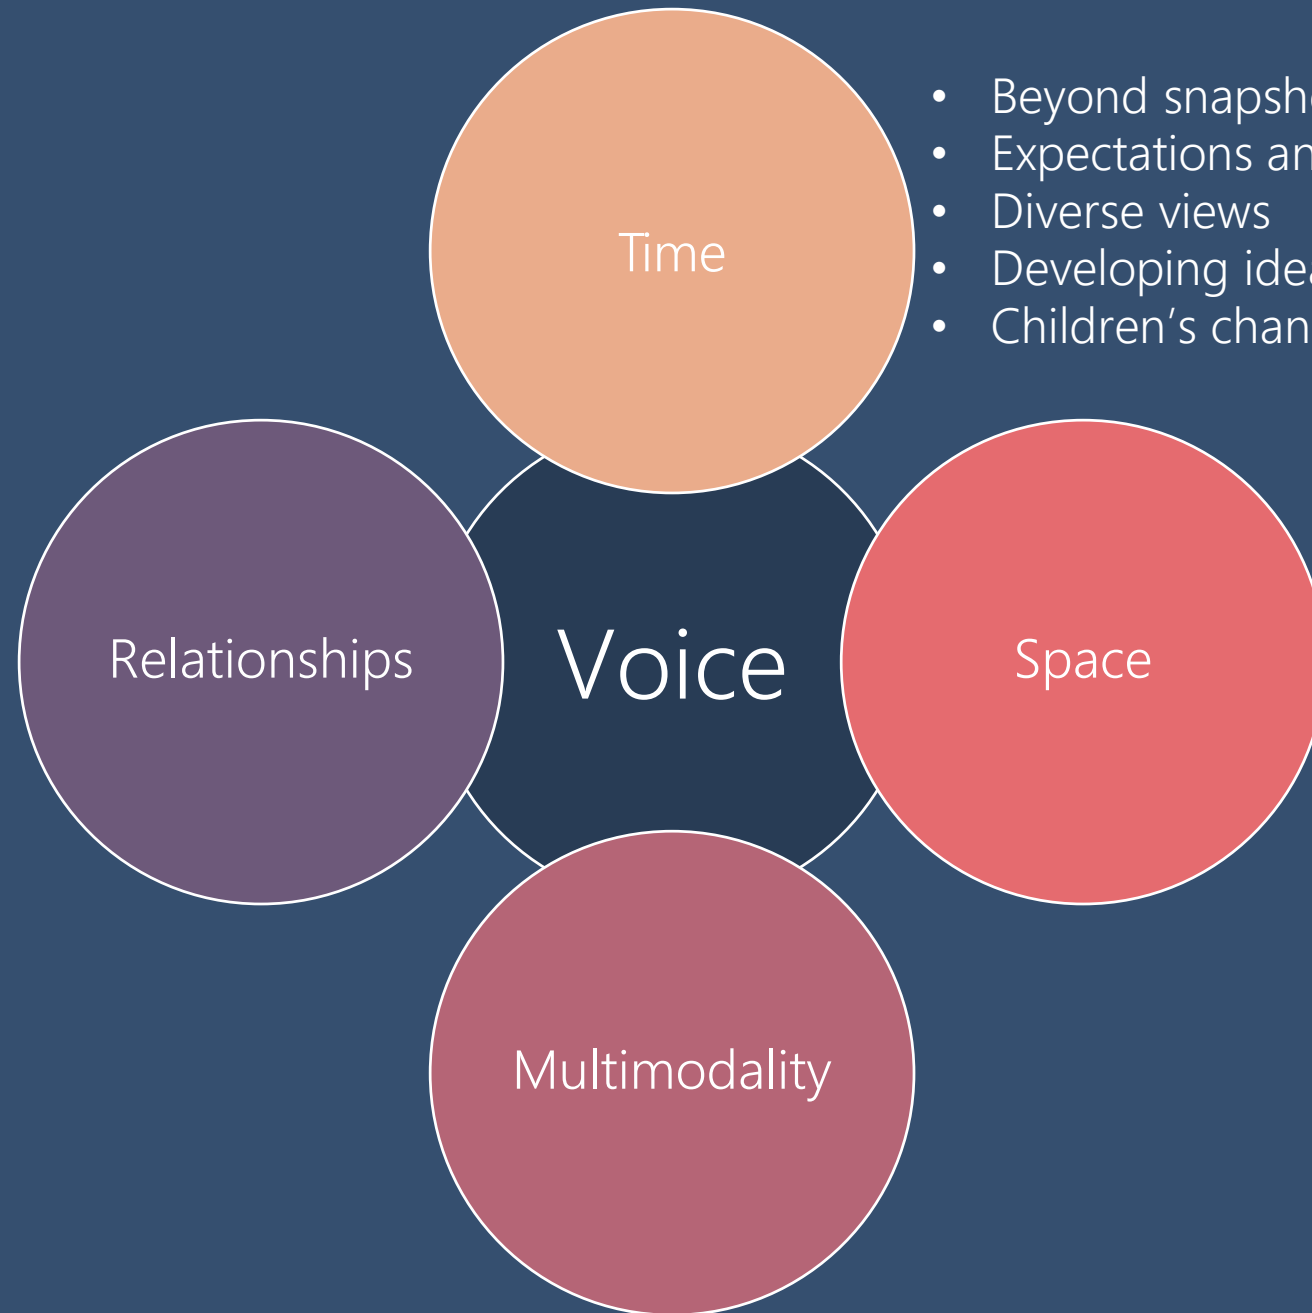 Time
• Beyond
• Expectations
• Diverse views
• Developing
• Children's
Relationships
Voice
Space
Multimodality